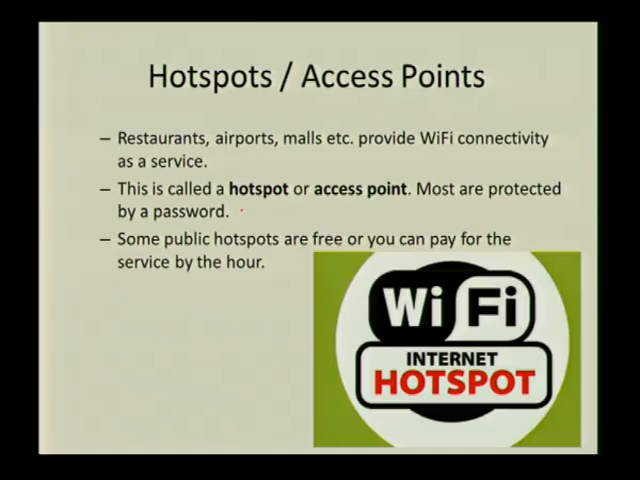 Hotspots / Access Points
– Restaurants, airports, malls etc. provide WiFi connectivity
as a service.
– This is called a hotspot or access point. Most are protected
by a password.
– Some public hotspots are free or you can pay for the
service by the hour.
Wi Fi
INTERNET
HOTSPOT